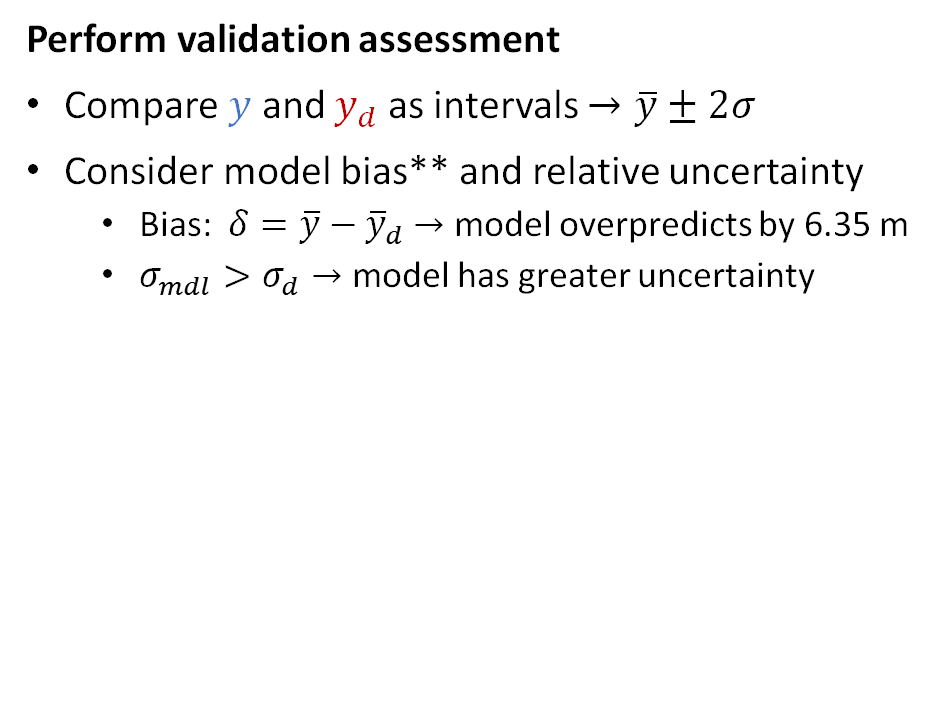 Perform validation assessment
• Compare y and y_d as intervals → ȳ ± 2σ
• Consider model bias** and relative uncertainty
• Bias: δ = ȳ − ȳ_d → model overpredicts by 6.35 m
• σ_mdl > σ_d → model has greater uncertainty